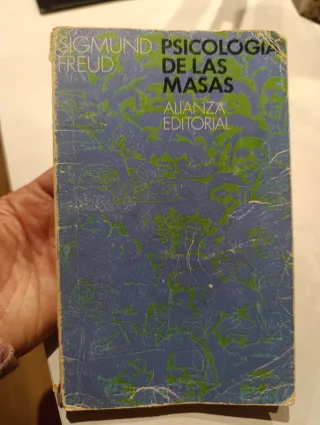 SIGMUND
FREUD
PSICOLOGIA
DE LAS
MASAS
ALIANZA
EDITORIAL